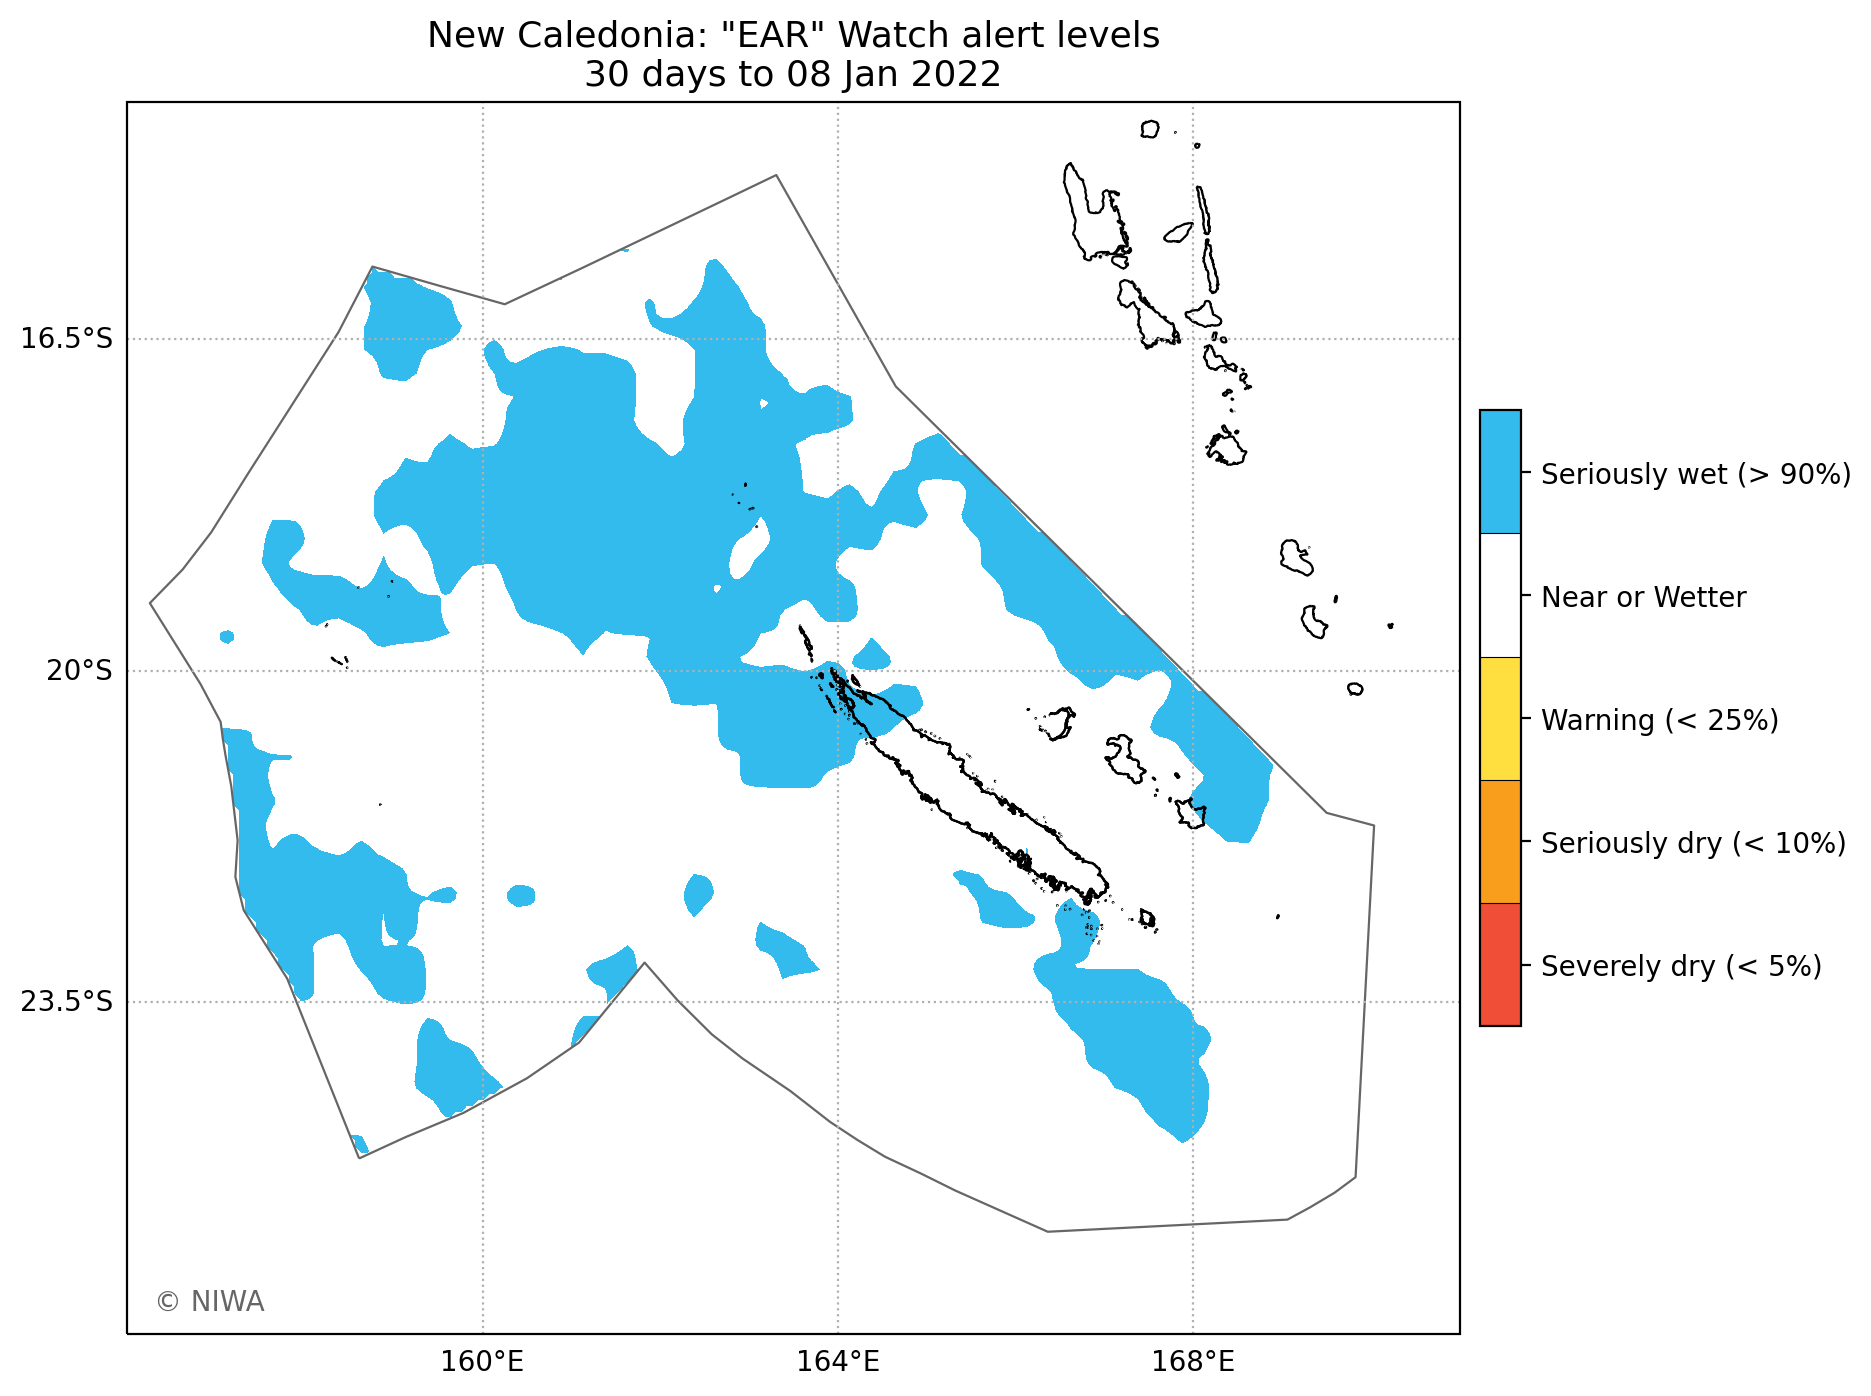 New Caledonia: "EAR" Watch alert levels
30 days to 08 Jan 2022
16.5°S
20°S
23.5°S
160°E
164°E
168°E
Seriously wet (> 90%)
Near or Wetter
Warning (< 25%)
Seriously dry (< 10%)
Severely dry (< 5%)
© NIWA